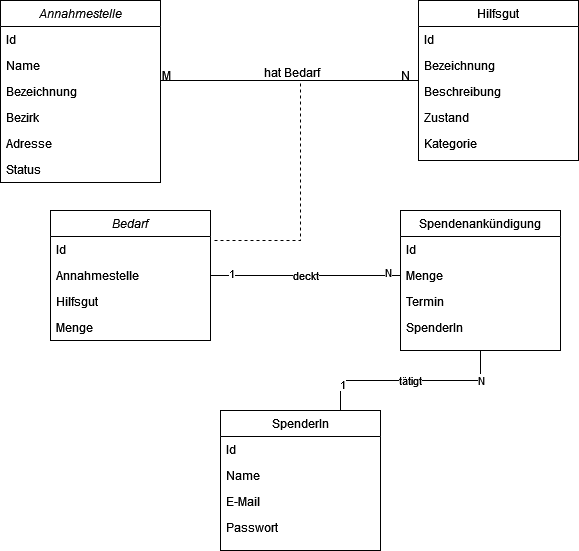 Annahmestelle
Id
Name
Bezeichnung
Bezirk
Adresse
Status
M
hat Bedarf
N
Hilfsgut
Id
Bezeichnung
Beschreibung
Zustand
Kategorie
Bedarf
Id
Annahmestelle
Hilfsgut
Menge
1
deckt
N
Spendenankündigung
Id
Menge
Termin
SpenderIn
1
tätigt
N
SpenderIn
Id
Name
E-Mail
Passwort